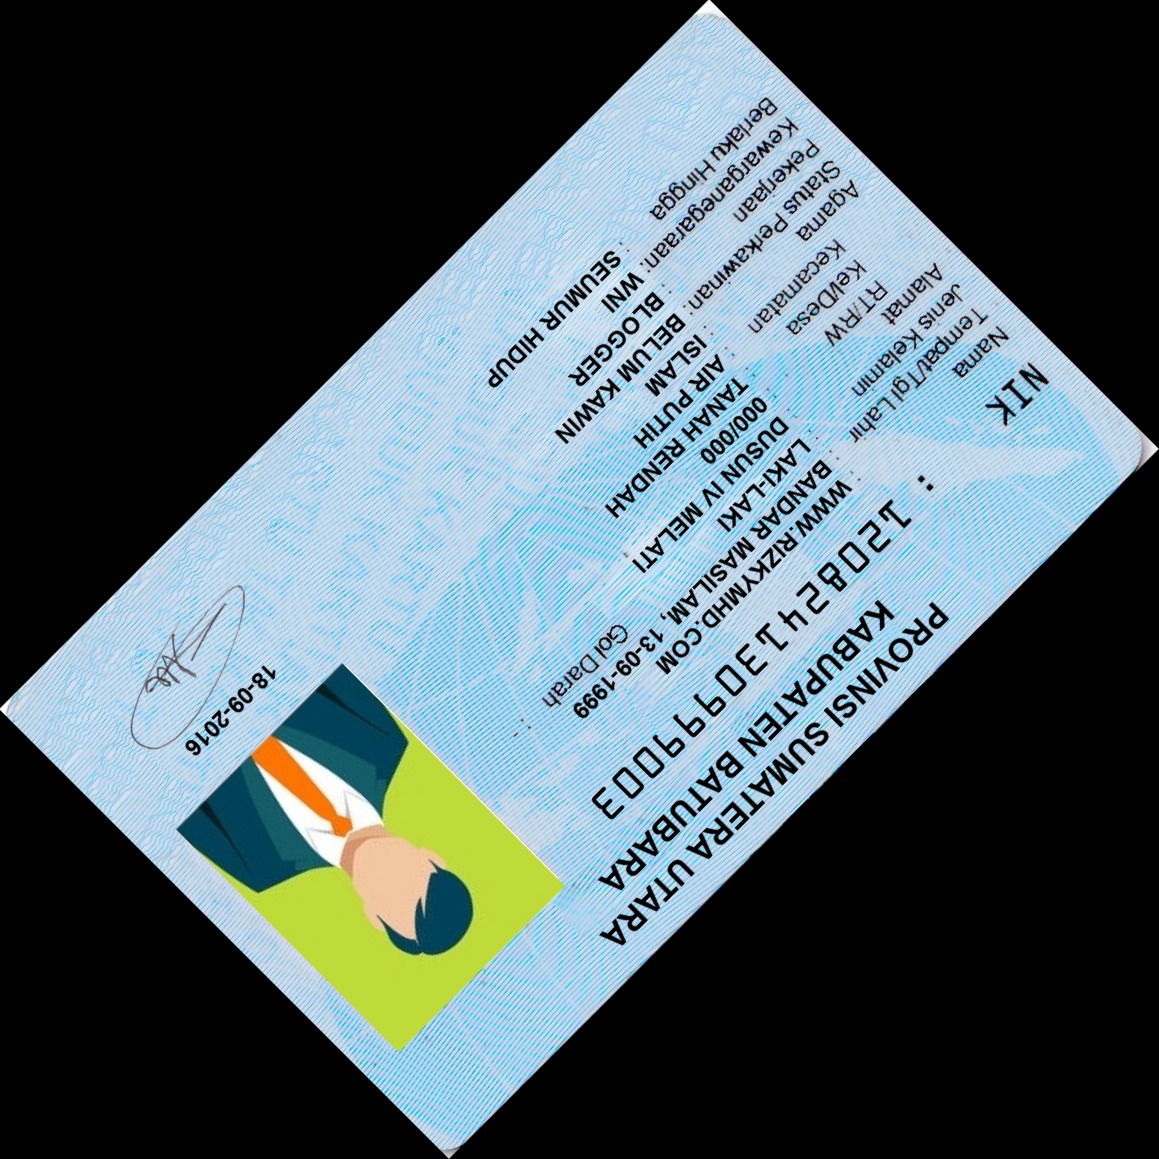 PROVINSI SUMATERA UTARA
KABUPATEN BATUBARA
NIK : 1208241309990003
Nama : WWW.RIZKYMHD.COM
Tempat/Tgl Lahir : BANDAR MASILAM, 13-09-1999
Jenis Kelamin : LAKI-LAKI Gol Darah :
Alamat : DUSUN IV MELATI
RT/RW : 000/000
Kel/Desa : TANAH RENDAH
Kecamatan : AIR PUTIH
Agama : ISLAM
Status Perkawinan : BELUM KAWIN
Pekerjaan : BLOGGER
Kewarganegaraan : WNI
Berlaku Hingga : SEUMUR HIDUP
18-09-2016